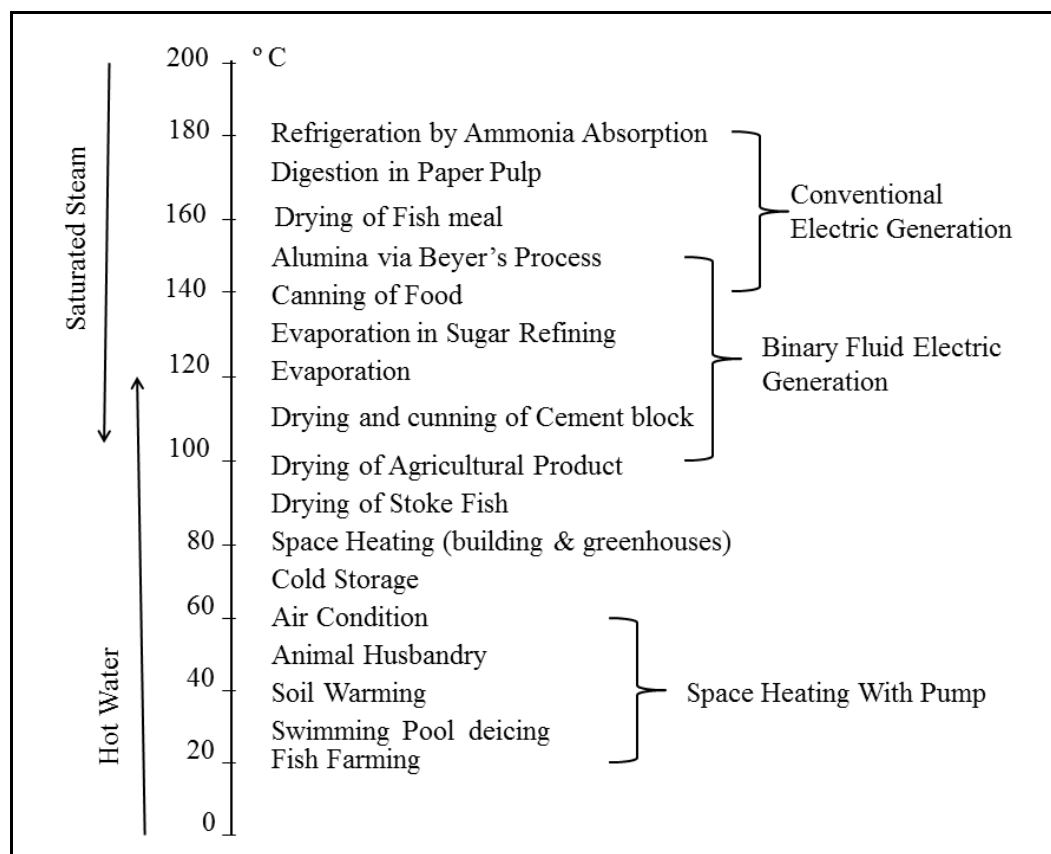 200 º C
180 Refrigeration by Ammonia Absorption
Digestion in Paper Pulp
160 Drying of Fish meal
Alumina via Beyer’s Process
140 Canning of Food
Evaporation in Sugar Refining
120 Evaporation
Drying and cunning of Cement block
100 Drying of Agricultural Product
Drying of Stoke Fish
80 Space Heating (building & greenhouses)
Cold Storage
60 Air Condition
Animal Husbandry
40 Soil Warming
Swimming Pool deicing
20 Fish Farming
0
Saturated Steam
Hot Water
Conventional
Electric Generation
Binary Fluid Electric
Generation
Space Heating With Pump